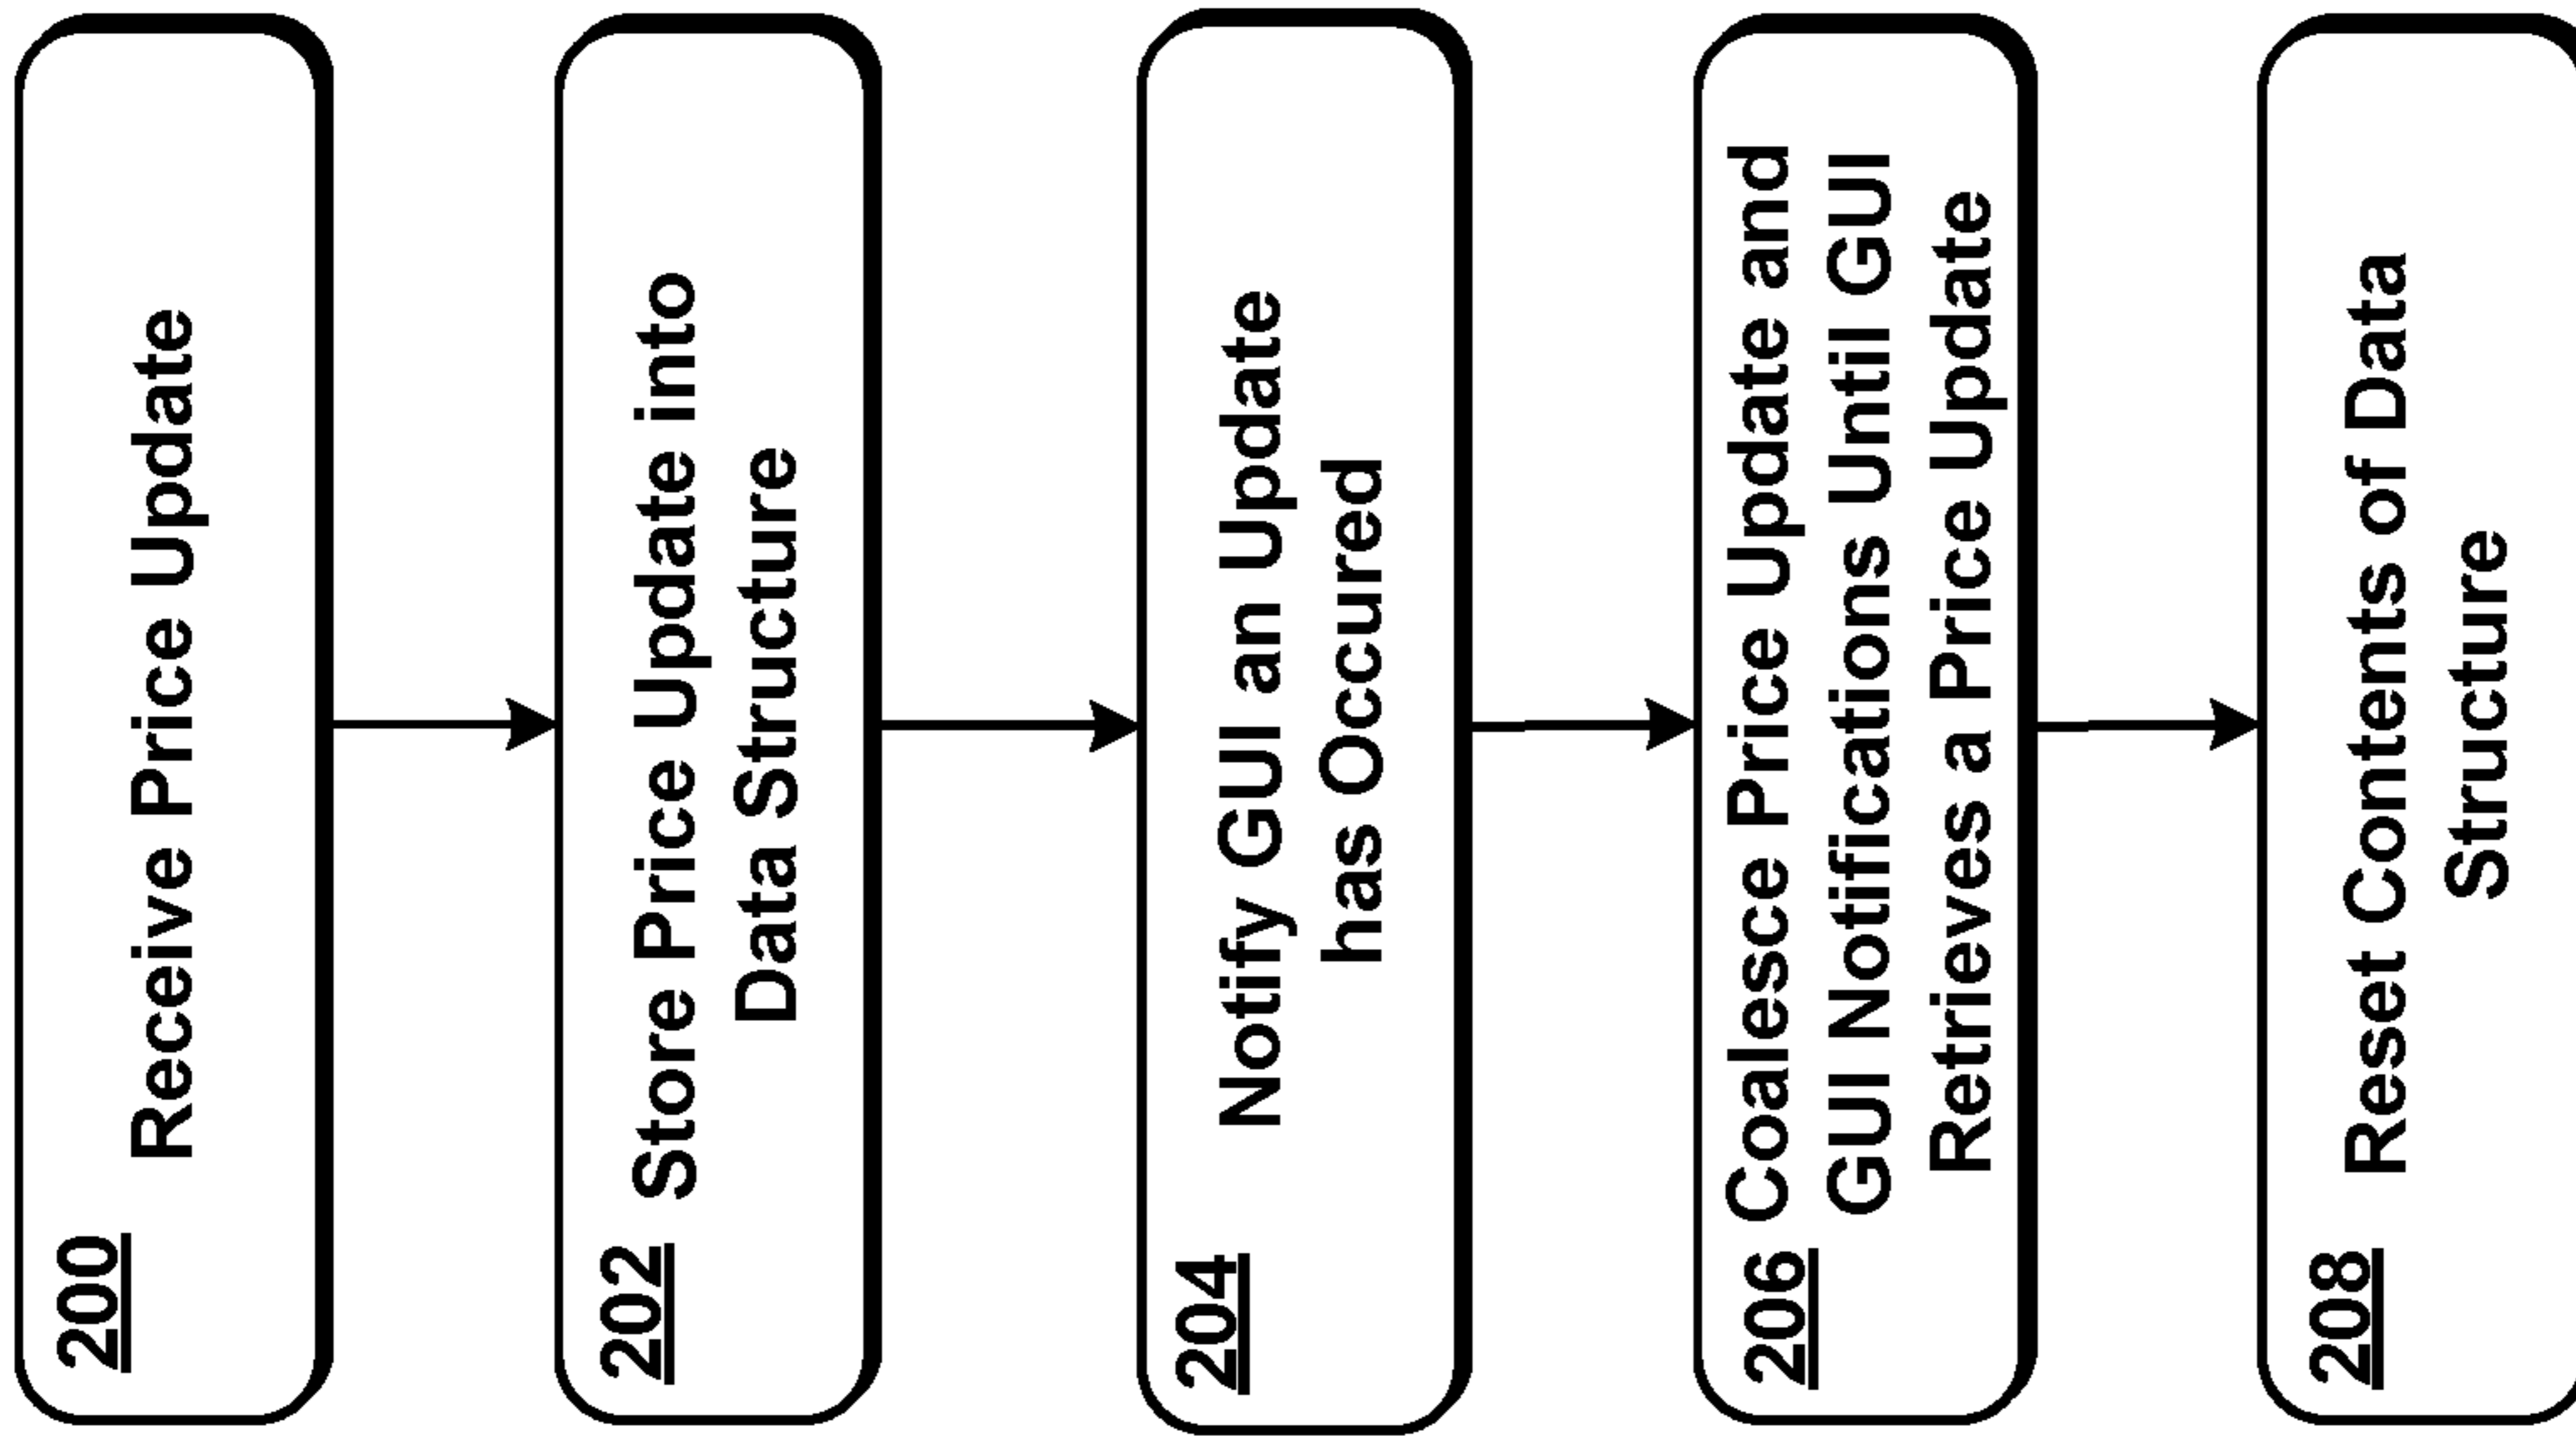 200
Receive Price Update
202
Store Price Update into
Data Structure
204
Notify GUI an Update
has Occured
206
Coalesce Price Update and
GUI Notifications Until GUI
Retrieves a Price Update
208
Reset Contents of Data
Structure